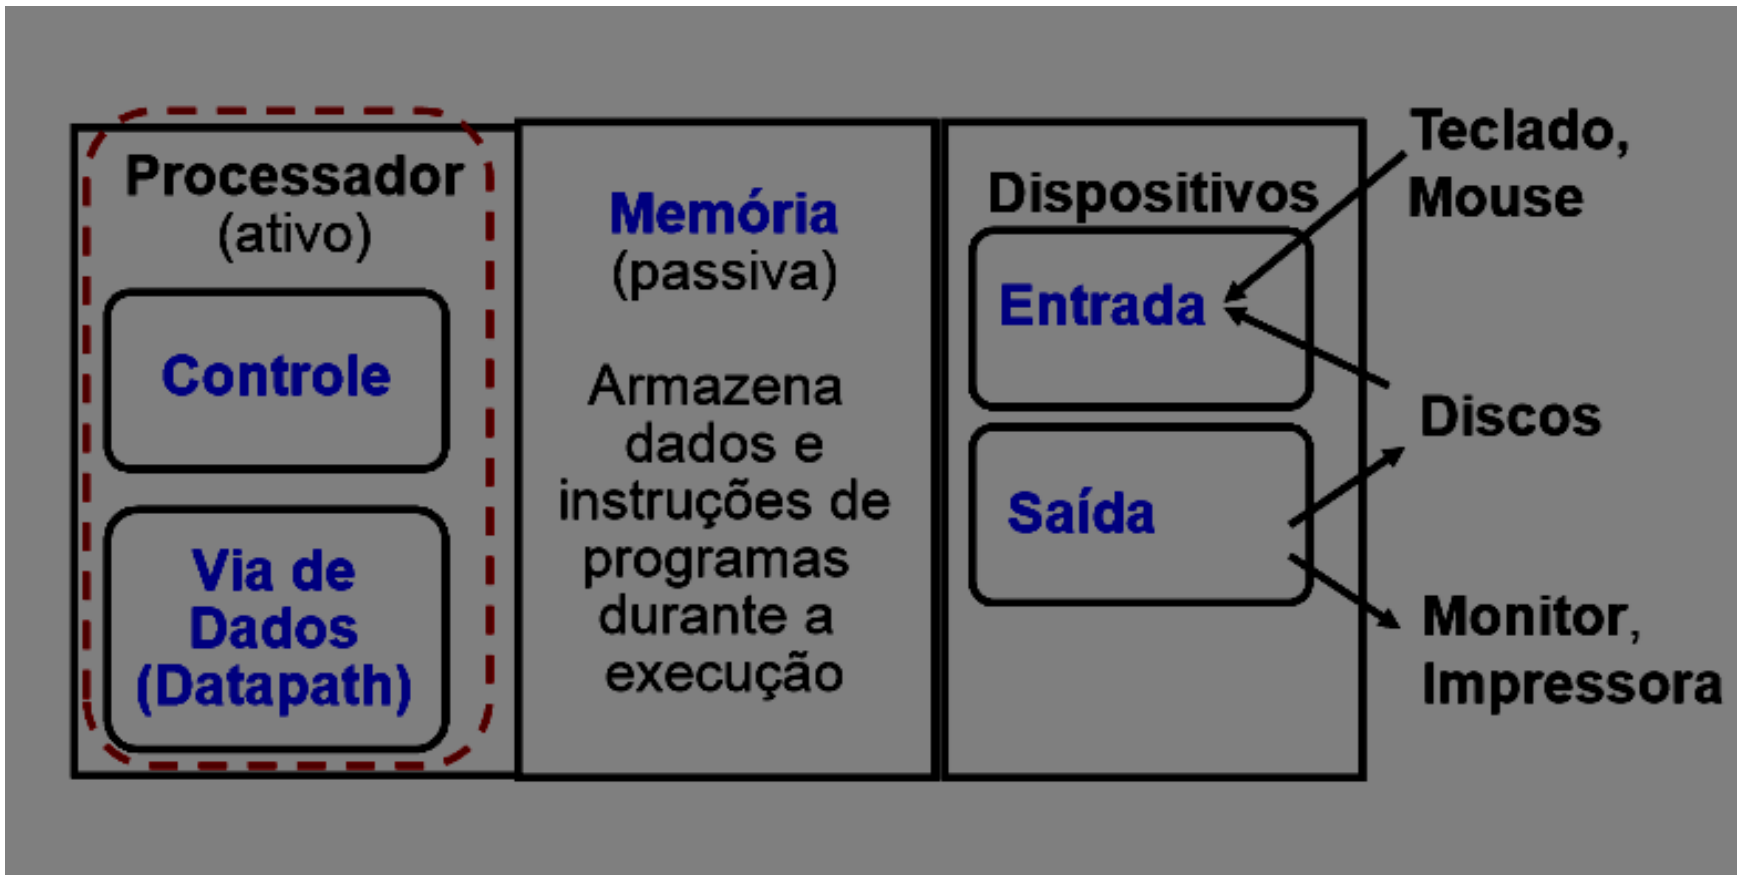 Processador
(ativo)
Controle
Via de
Dados
(Datapath)
Memória
(passiva)
Armazena
dados e
instruções de
programas
durante a
execução
Dispositivos
Entrada
Saída
Teclado,
Mouse
Discos
Monitor,
Impressora